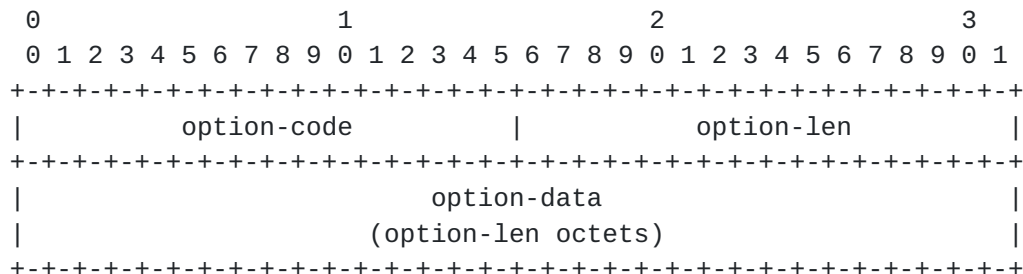 0                   1                   2                   3
 0 1 2 3 4 5 6 7 8 9 0 1 2 3 4 5 6 7 8 9 0 1 2 3 4 5 6 7 8 9 0 1
+-+-+-+-+-+-+-+-+-+-+-+-+-+-+-+-+-+-+-+-+-+-+-+-+-+-+-+-+-+-+-+-+
|          option-code          |           option-len          |
+-+-+-+-+-+-+-+-+-+-+-+-+-+-+-+-+-+-+-+-+-+-+-+-+-+-+-+-+-+-+-+-+
|                          option-data                          |
|                      (option-len octets)                      |
+-+-+-+-+-+-+-+-+-+-+-+-+-+-+-+-+-+-+-+-+-+-+-+-+-+-+-+-+-+-+-+-+